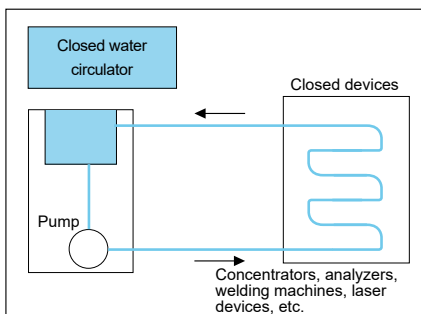 Closed water
circulator
Closed devices
Pump
Concentrators, analyzers,
welding machines, laser
devices, etc.